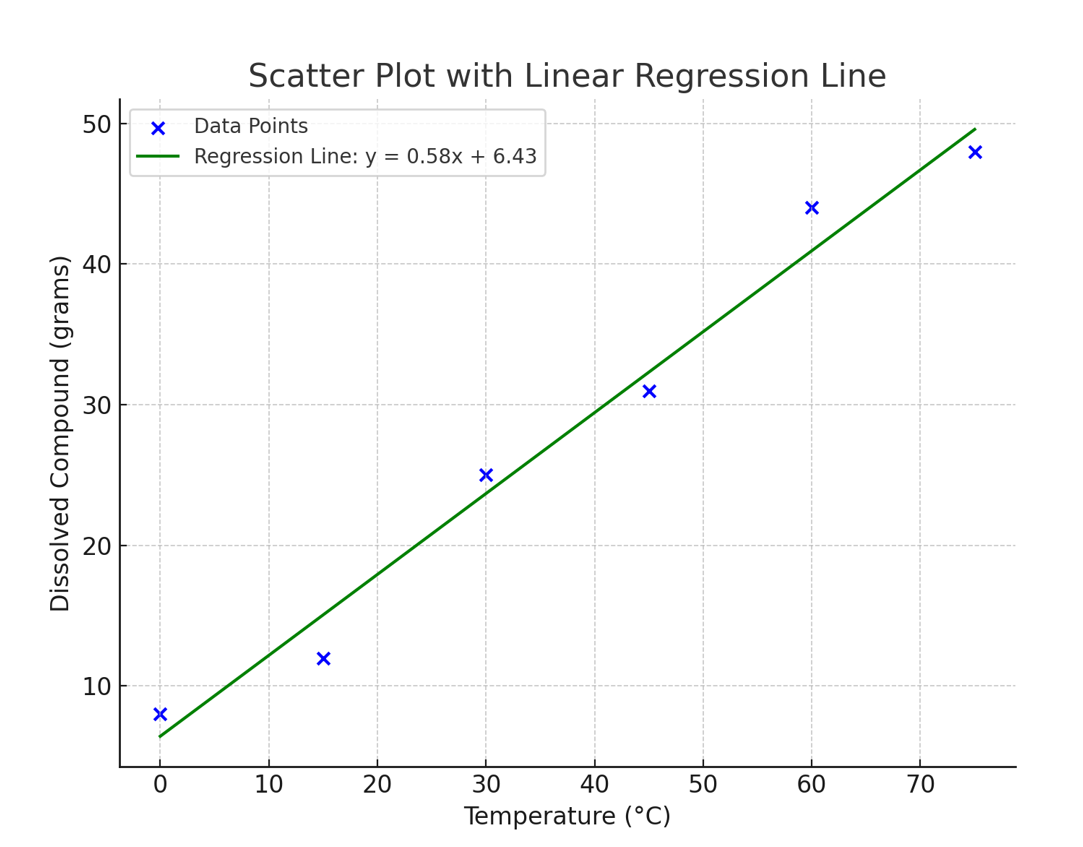 Scatter Plot with Linear Regression Line
Data Points
Regression Line: y = 0.58x + 6.43
50
40
30
20
10
Dissolved Compound (grams)
0 10 20 30 40 50 60 70
Temperature (°C)